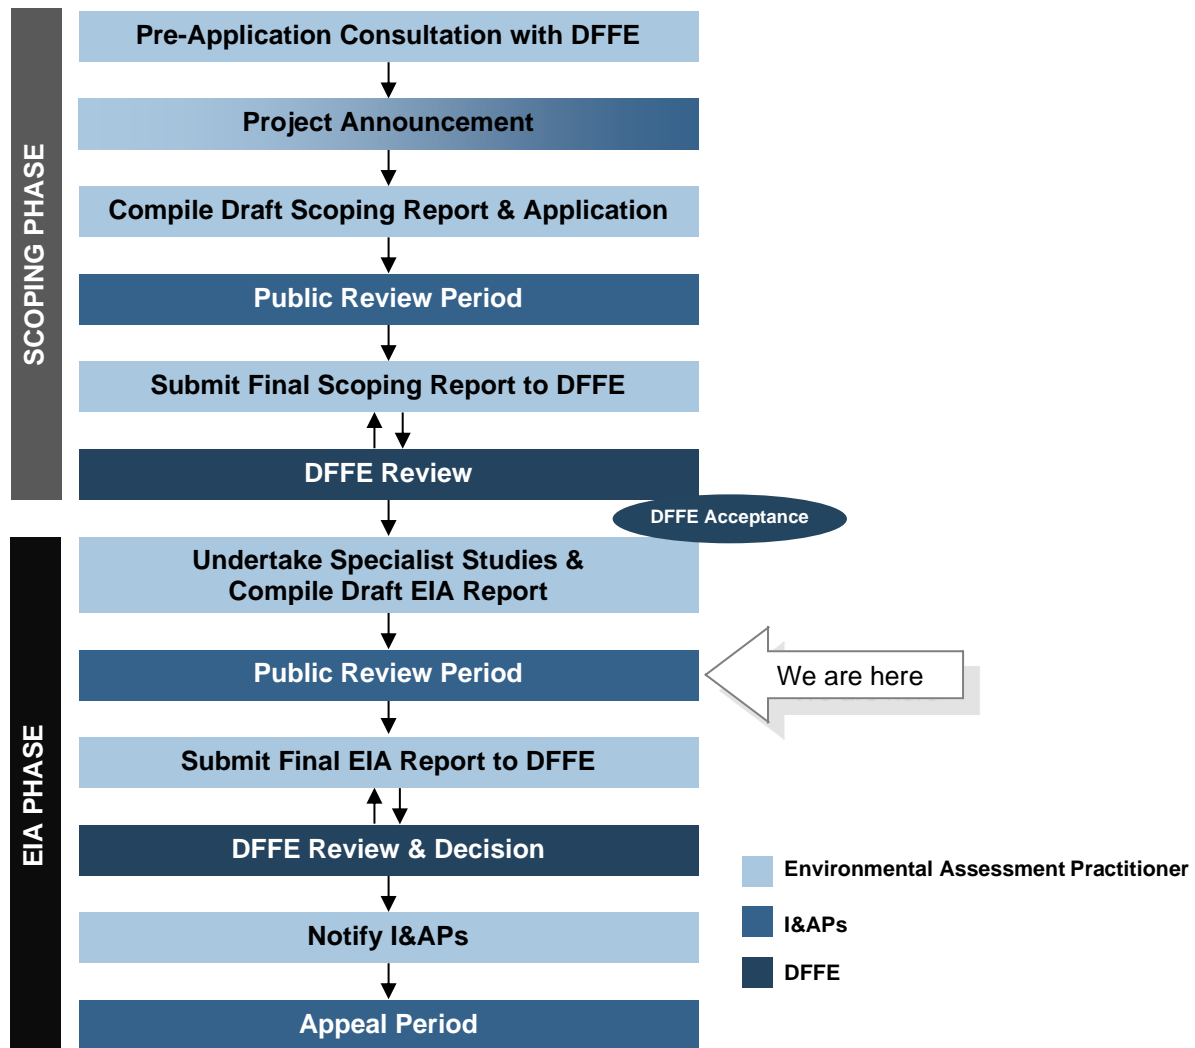 SCOPING PHASE
Pre-Application Consultation with DFFE
Project Announcement
Compile Draft Scoping Report & Application
Public Review Period
Submit Final Scoping Report to DFFE
DFFE Review
DFFE Acceptance
EIA PHASE
Undertake Specialist Studies &
Compile Draft EIA Report
Public Review Period
We are here
Submit Final EIA Report to DFFE
DFFE Review & Decision
Notify I&APs
Appeal Period
Environmental Assessment Practitioner
I&APs
DFFE